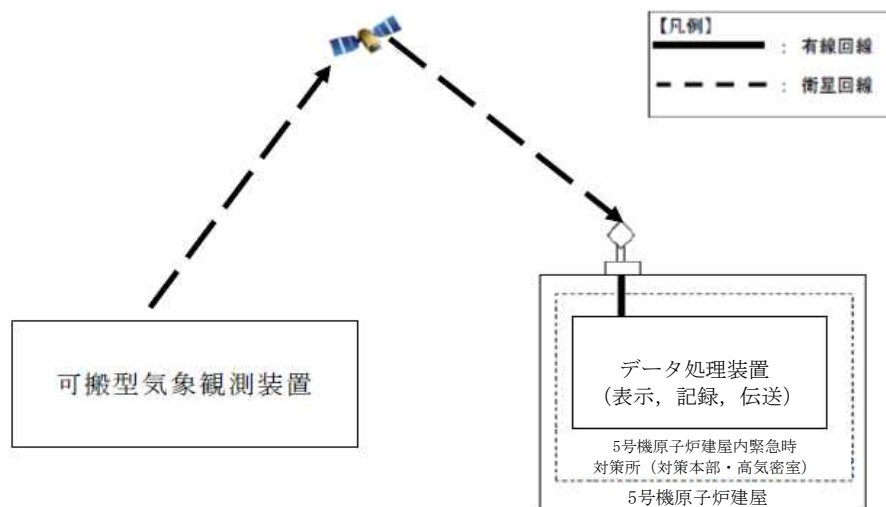 【凡例】
： 有線回線
： 衛星回線
可搬型気象観測装置
データ処理装置
（表示，記録，伝送）
5号機原子炉建屋内緊急時
対策所（対策本部・高気密室）
5号機原子炉建屋